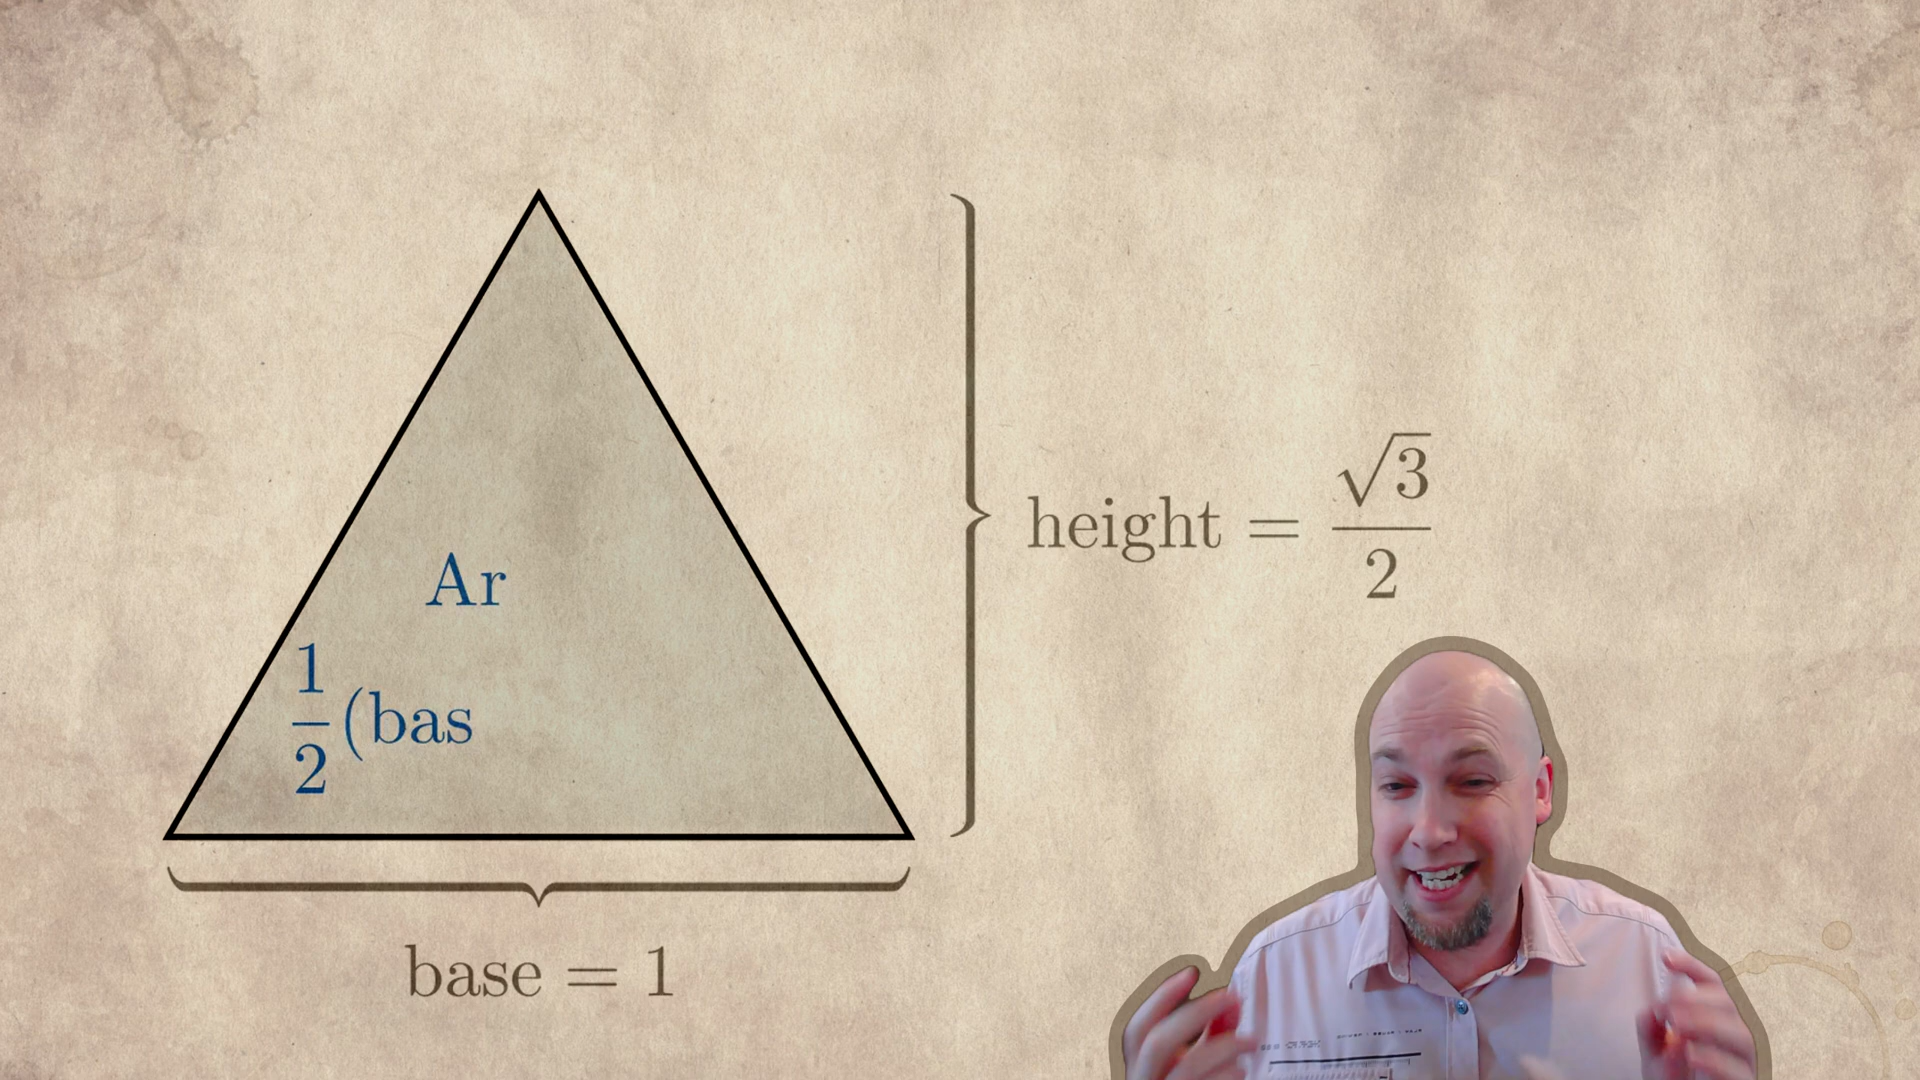 Ar
1/2 (bas
height = √3/2
base = 1